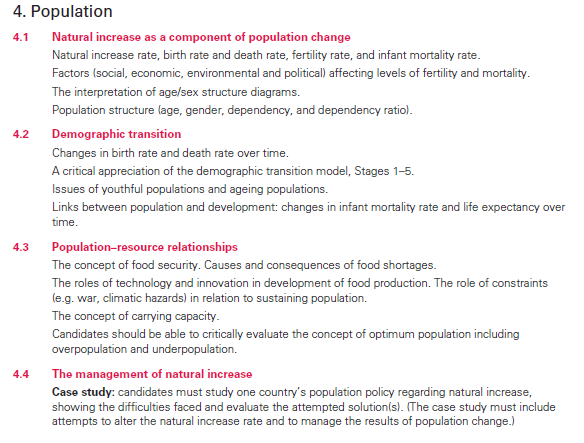 4. Population
4.1 Natural increase as a component of population change
Natural increase rate, birth rate and death rate, fertility rate, and infant mortality rate.
Factors (social, economic, environmental and political) affecting levels of fertility and mortality.
The interpretation of age/sex structure diagrams.
Population structure (age, gender, dependency, and dependency ratio).
4.2 Demographic transition
Changes in birth rate and death rate over time.
A critical appreciation of the demographic transition model, Stages 1–5.
Issues of youthful populations and ageing populations.
Links between population and development: changes in infant mortality rate and life expectancy over
time.
4.3 Population–resource relationships
The concept of food security. Causes and consequences of food shortages.
The roles of technology and innovation in development of food production. The role of constraints
(e.g. war, climatic hazards) in relation to sustaining population.
The concept of carrying capacity.
Candidates should be able to critically evaluate the concept of optimum population including
overpopulation and underpopulation.
4.4 The management of natural increase
Case study: candidates must study one country's population policy regarding natural increase,
showing the difficulties faced and evaluate the attempted solution(s). (The case study must include
attempts to alter the natural increase rate and to manage the results of population change.)